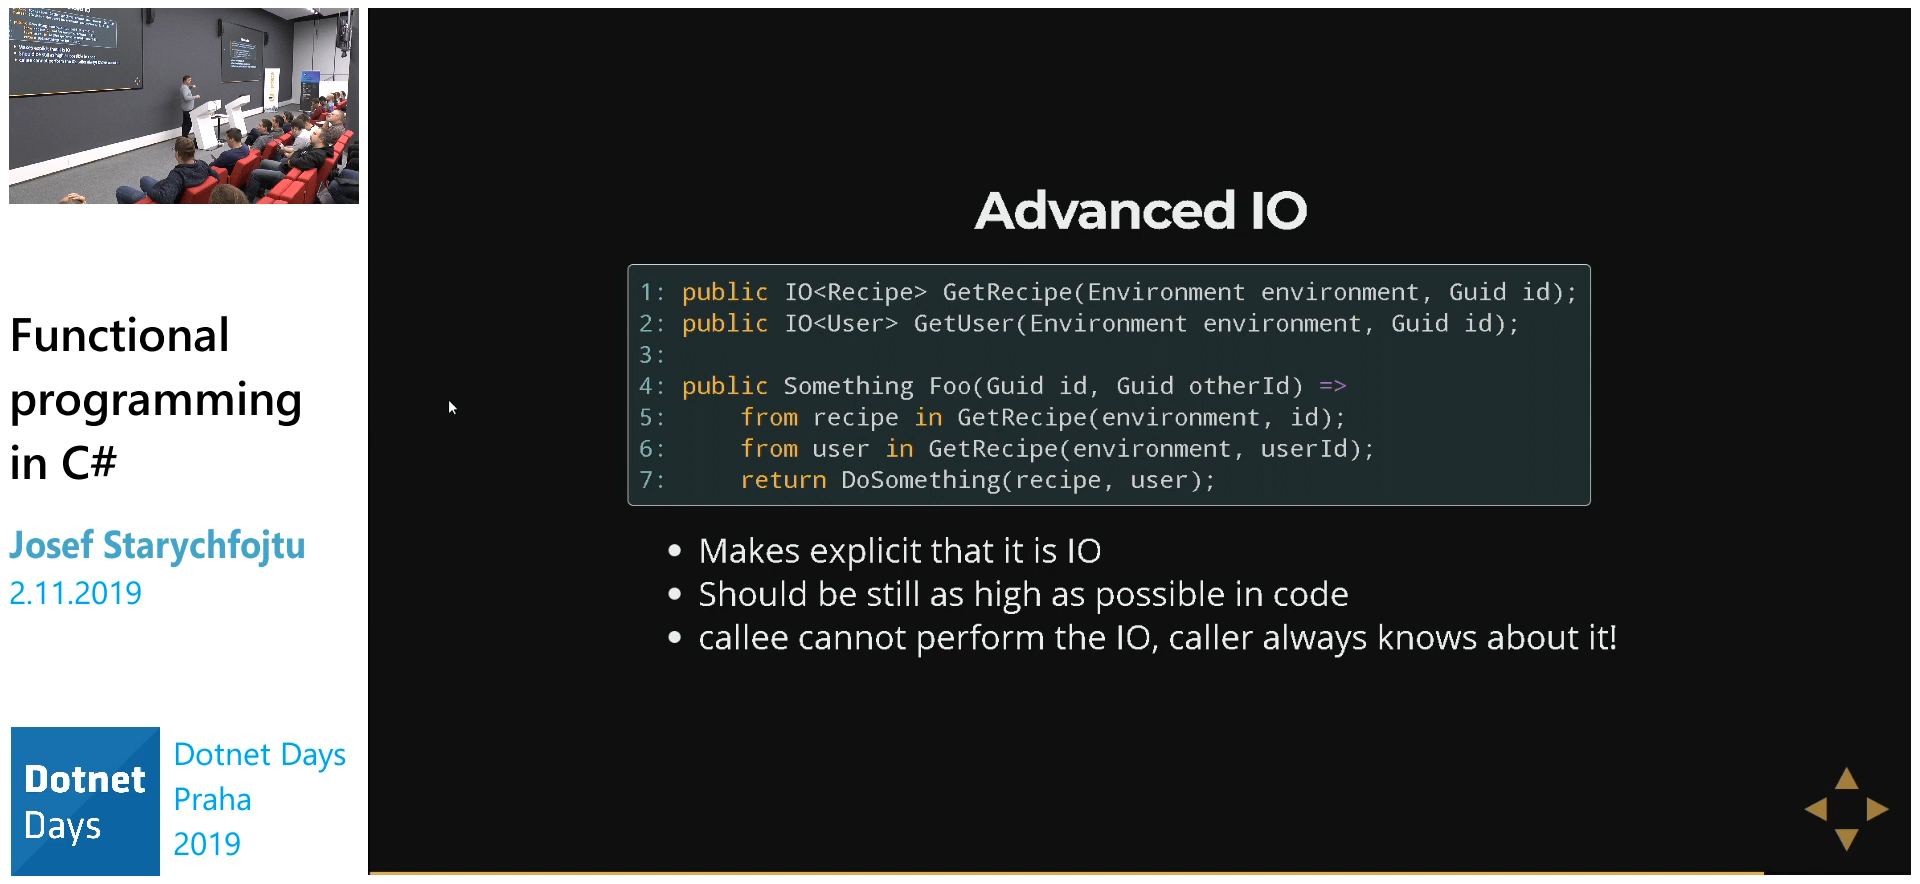 Functional
programming
in C#
Josef Starychfojtu
2.11.2019
Dotnet
Days
Dotnet Days
Praha
2019
Advanced IO
1: public IO<Recipe> GetRecipe(Environment environment, Guid id);
2: public IO<User> GetUser(Environment environment, Guid id);
3:
4: public Something Foo(Guid id, Guid otherId) =>
5:     from recipe in GetRecipe(environment, id);
6:     from user in GetRecipe(environment, userId);
7:     return DoSomething(recipe, user);
• Makes explicit that it is IO
• Should be still as high as possible in code
• callee cannot perform the IO, caller always knows about it!